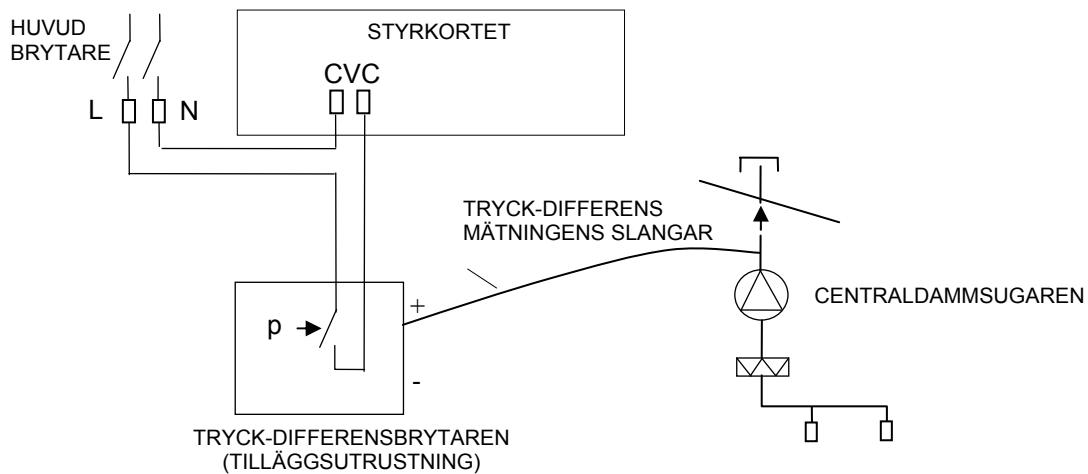 HUVUD
BRYTARE
STYRKORTET
CVC
L N
TRYCK-DIFFERENS
MÄTNINGENS SLANGAR
CENTRALDAMMSUGAREN
+
p
-
TRYCK-DIFFERENSBRYTAREN
(TILLÄGGSUTRUSTNING)